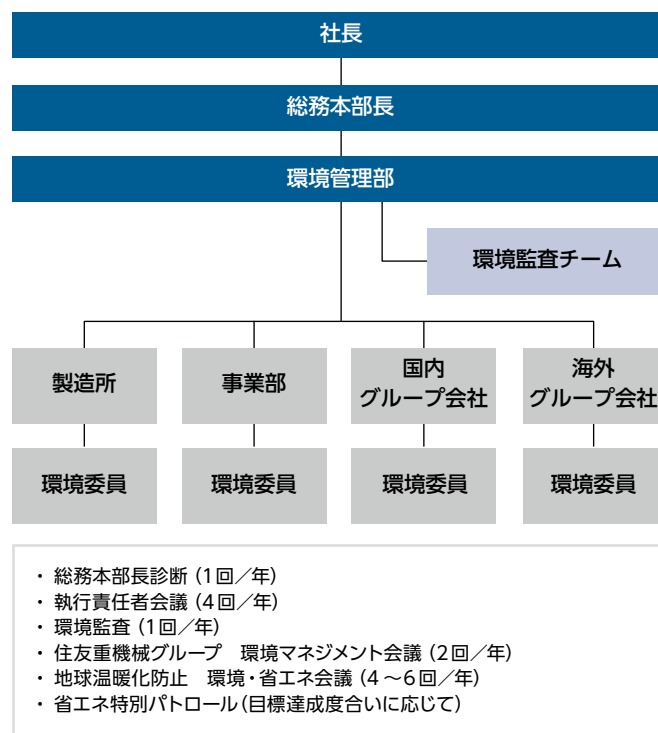 社長
総務本部長
環境管理部
環境監査チーム
製造所
事業部
国内
グループ会社
海外
グループ会社
環境委員
環境委員
環境委員
環境委員
・ 総務本部長診断（1回／年）
・ 執行責任者会議（4回／年）
・ 環境監査（1回／年）
・ 住友重機械グループ　環境マネジメント会議（2回／年）
・ 地球温暖化防止　環境・省エネ会議（4～6回／年）
・ 省エネ特別パトロール（目標達成度合いに応じて）